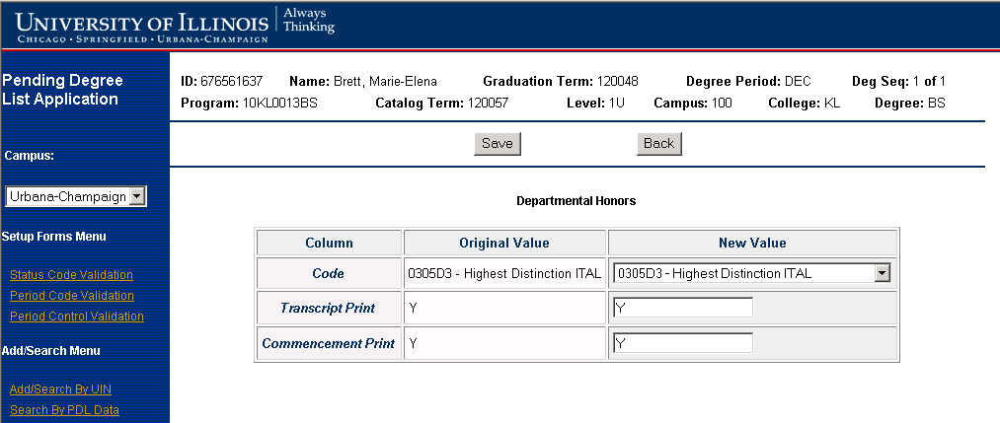 UNIVERSITY OF ILLINOIS Always Thinking
CHICAGO • SPRINGFIELD • URBANA-CHAMPAIGN
Pending Degree List Application
ID: 676561637 Name: Brett, Marie-Elena Graduation Term: 120048 Degree Period: DEC Deg Seq: 1 of 1
Program: 10KL0013BS Catalog Term: 120057 Level: 1U Campus: 100 College: KL Degree: BS
Save Back
Campus:
Urbana-Champaign
Departmental Honors
Setup Forms Menu
Status Code Validation
Period Code Validation
Period Control Validation
Add/Search Menu
Add/Search By UIN
Search By PDL Data
Column Original Value New Value
Code 0305D3 - Highest Distinction ITAL 0305D3 - Highest Distinction ITAL
Transcript Print Y Y
Commencement Print Y Y